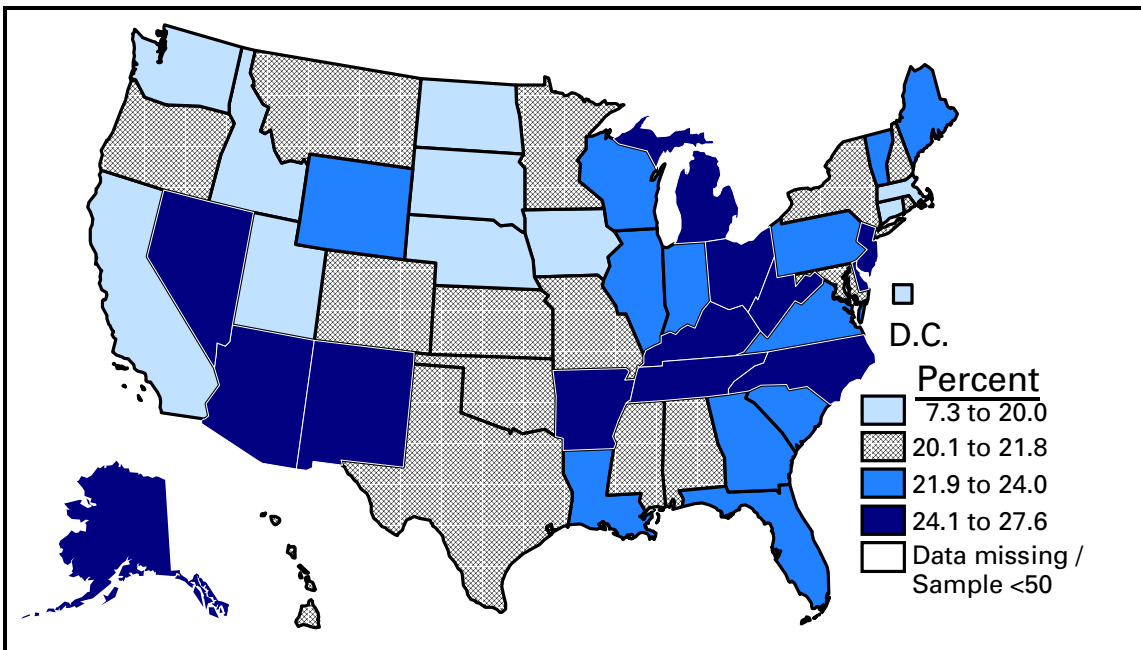 D.C.
Percent
7.3 to 20.0
20.1 to 21.8
21.9 to 24.0
24.1 to 27.6
Data missing /
Sample <50